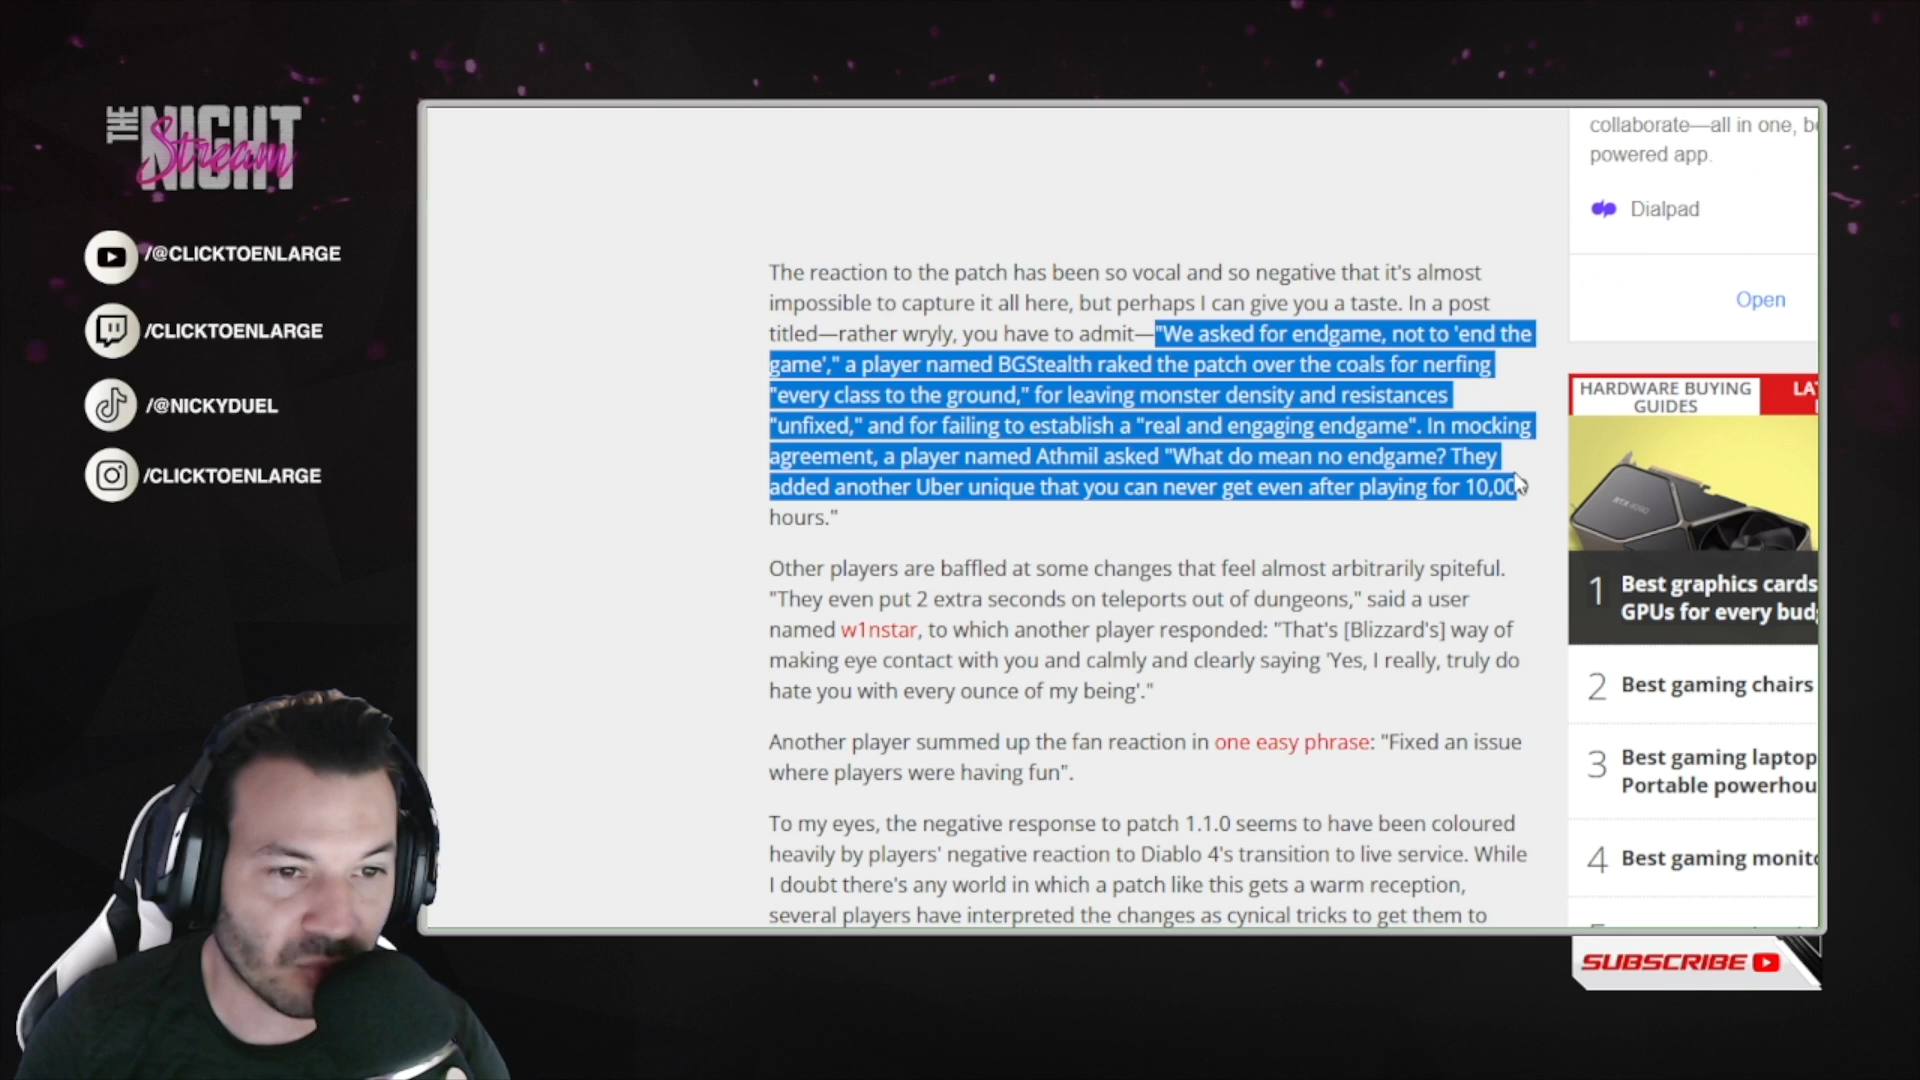 THE
NIGHT
Stream
/@CLICKTOENLARGE
/CLICKTOENLARGE
/@NICKYDUEL
/CLICKTOENLARGE
The reaction to the patch has been so vocal and so negative that it's almost
impossible to capture it all here, but perhaps I can give you a taste. In a post
titled—rather wryly, you have to admit—"We asked for endgame, not to 'end the
game'," a player named BGStealth raked the patch over the coals for nerfing
"every class to the ground," for leaving monster density and resistances
"unfixed," and for failing to establish a "real and engaging endgame". In mocking
agreement, a player named Athmil asked "What do mean no endgame? They
added another Uber unique that you can never get even after playing for 10,00
hours."
Other players are baffled at some changes that feel almost arbitrarily spiteful.
"They even put 2 extra seconds on teleports out of dungeons," said a user
named w1nstar, to which another player responded: "That's [Blizzard's] way of
making eye contact with you and calmly and clearly saying 'Yes, I really, truly do
hate you with every ounce of my being'."
Another player summed up the fan reaction in one easy phrase: "Fixed an issue
where players were having fun".
To my eyes, the negative response to patch 1.1.0 seems to have been coloured
heavily by players' negative reaction to Diablo 4's transition to live service. While
I doubt there's any world in which a patch like this gets a warm reception,
several players have interpreted the changes as cynical tricks to get them to
collaborate—all in one, b
powered app.
Dialpad
Open
HARDWARE BUYING
GUIDES
LA
RTX 4090
1 Best graphics cards
GPUs for every bud
2 Best gaming chairs
3 Best gaming laptop
Portable powerhou
4 Best gaming monit
SUBSCRIBE